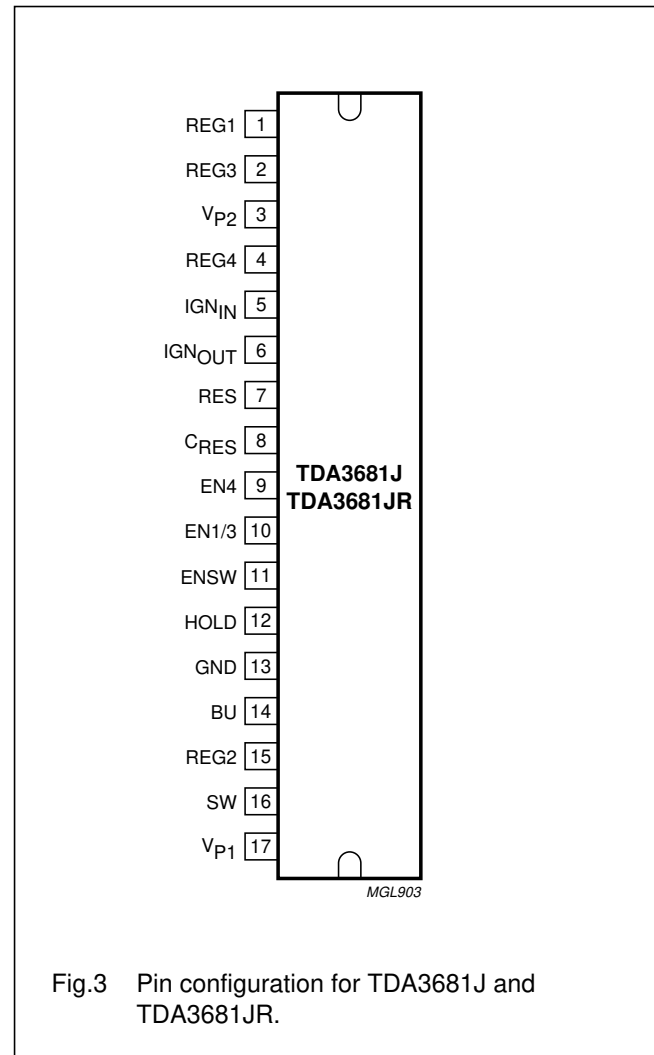 REG1 1
REG3 2
VP2 3
REG4 4
IGNIN 5
IGNOUT 6
RES 7
CRES 8
EN4 9
EN1/3 10
ENSW 11
HOLD 12
GND 13
BU 14
REG2 15
SW 16
VP1 17
TDA3681J
TDA3681JR
MGL903
Fig.3 Pin configuration for TDA3681J and
TDA3681JR.